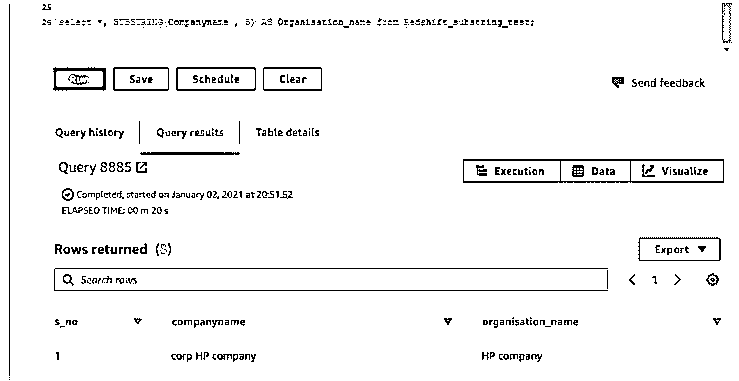 25
26 select *, SUBSTRING(Companyname , 5) AS Organisation_name from Redshift_substring_test;
Run Save Schedule Clear Send feedback
Query history Query results Table details
Query 8885 Execution Data Visualize
Completed, started on January 02, 2021 at 20:51:52
ELAPSED TIME: 00 m 20 s
Rows returned (8) Export
Search rows 1
s_no companyname organisation_name
1 corp HP company HP company